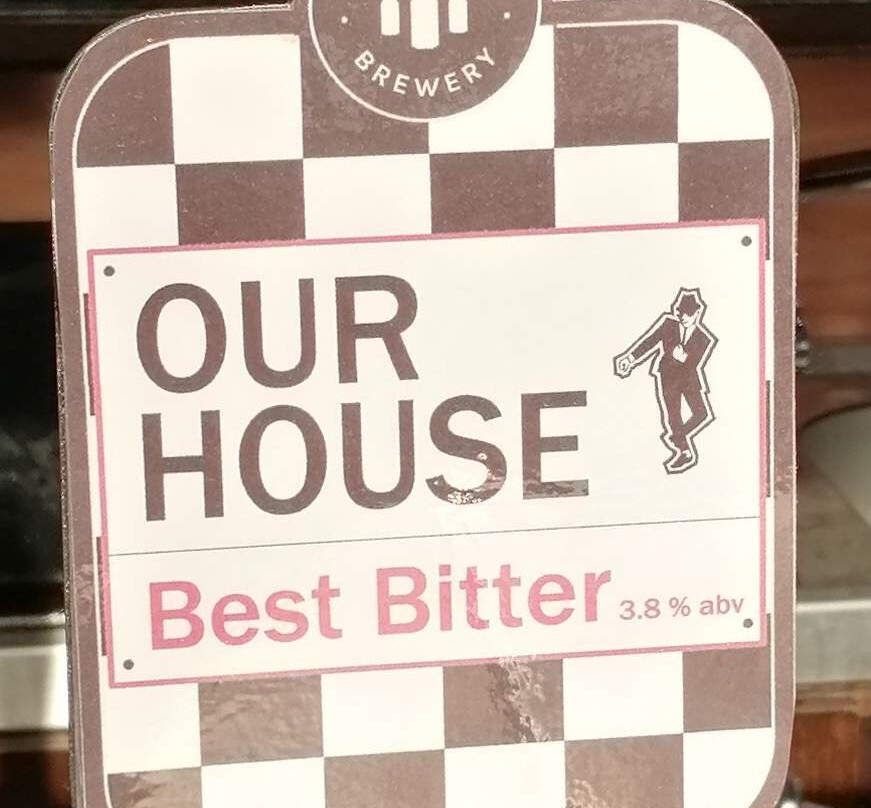 BREWERY
OUR
HOUSE
Best Bitter 3.8 % abv